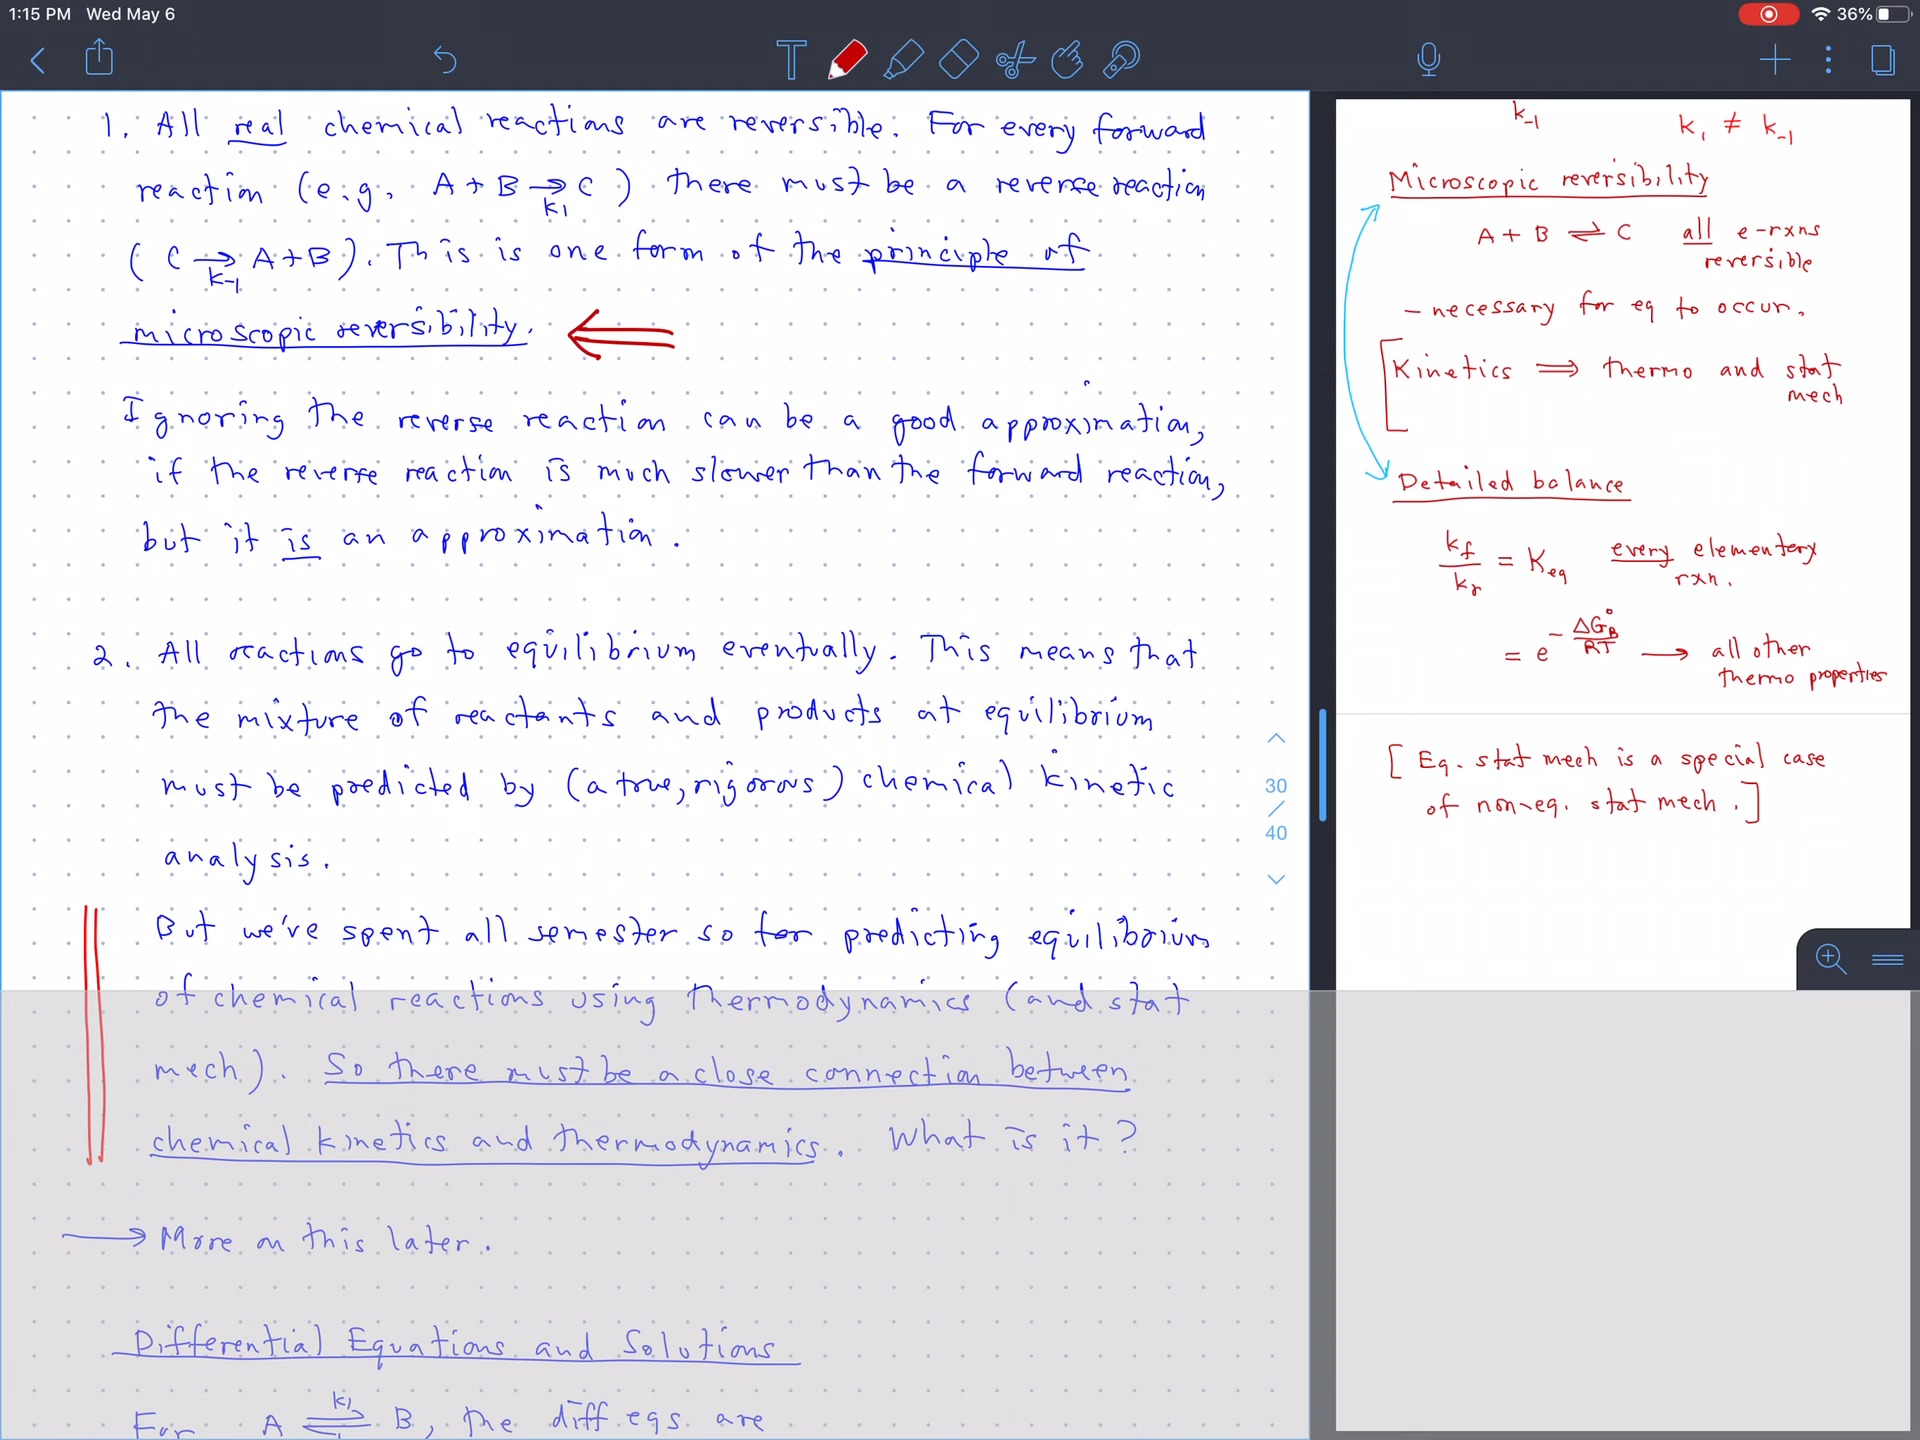 1:15 PM Wed May 6
36%
1. All real chemical reactions are reversible. For every forward
reaction (e.g. A + B →k1 C) there must be a reverse reaction
(C →k-1 A+B). This is one form of the principle of
microscopic reversibility.
Ignoring the reverse reaction can be a good approximation,
if the reverse reaction is much slower than the forward reaction,
but it is an approximation.
2. All reactions go to equilibrium eventually. This means that
the mixture of reactants and products at equilibrium
must be predicted by (a true, rigorous) chemical kinetic
analysis.
But we've spent all semester so far predicting equilibrium
of chemical reactions using thermodynamics (and stat
mech). So there must be a close connection between
chemical kinetics and thermodynamics. What is it?
→ More on this later.
Differential Equations and Solutions
For A ⇌ B, the diff eqs are
k1
30
/
40
k-1
k1 ≠ k-1
Microscopic reversibility
A + B ⇌ C all e-rxns
reversible
- necessary for eq to occur.
[Kinetics ⇒ thermo and stat
mech
Detailed balance
kf/kr = Keq every elementary
rxn.
= e^-ΔG°R/RT → all other
thermo properties
[Eq. stat mech is a special case
of non-eq. stat mech.]